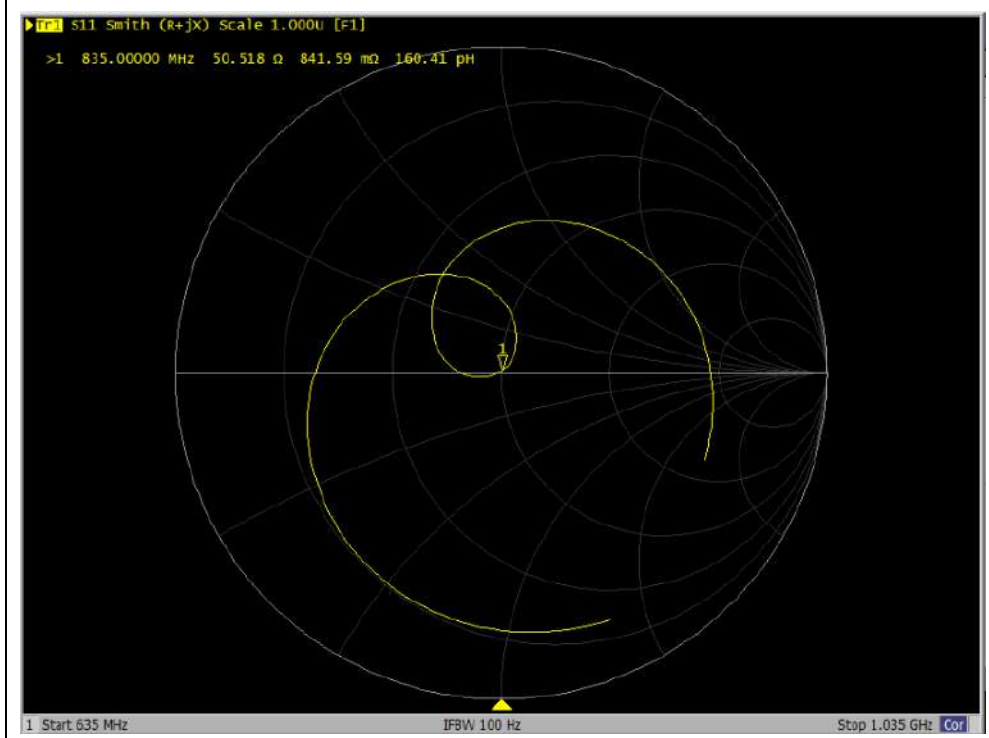 Tr1 S11 Smith (R+jX) Scale 1.000U [F1]
>1 835.00000 MHz 50.518 Ω 841.59 mΩ 160.41 pH
1
1 Start 635 MHz IFBW 100 Hz Stop 1.035 GHz Cor